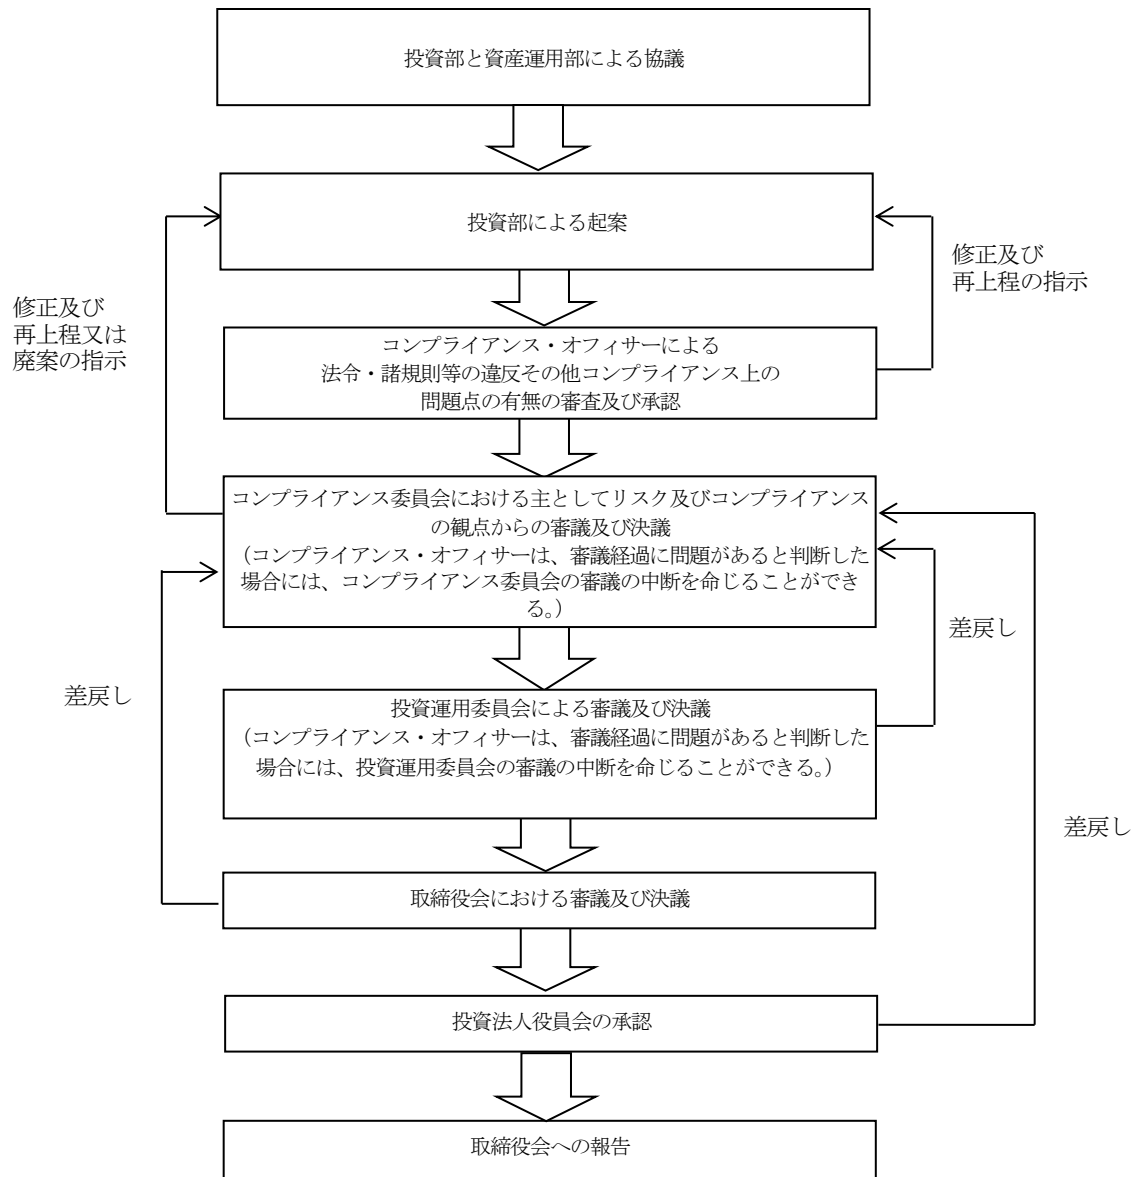 投資部と資産運用部による協議
投資部による起案
修正及び
再上程の指示
修正及び
再上程又は
廃案の指示
コンプライアンス・オフィサーによる
法令・諸規則等の違反その他コンプライアンス上の
問題点の有無の審査及び承認
コンプライアンス委員会における主としてリスク及びコンプライアンス
の観点からの審議及び決議
（コンプライアンス・オフィサーは、審議経過に問題があると判断した
場合には、コンプライアンス委員会の審議の中断を命じることができ
る。）
差戻し
差戻し
投資運用委員会による審議及び決議
（コンプライアンス・オフィサーは、審議経過に問題があると判断した
場合には、投資運用委員会の審議の中断を命じることができる。）
差戻し
取締役会における審議及び決議
投資法人役員会の承認
取締役会への報告